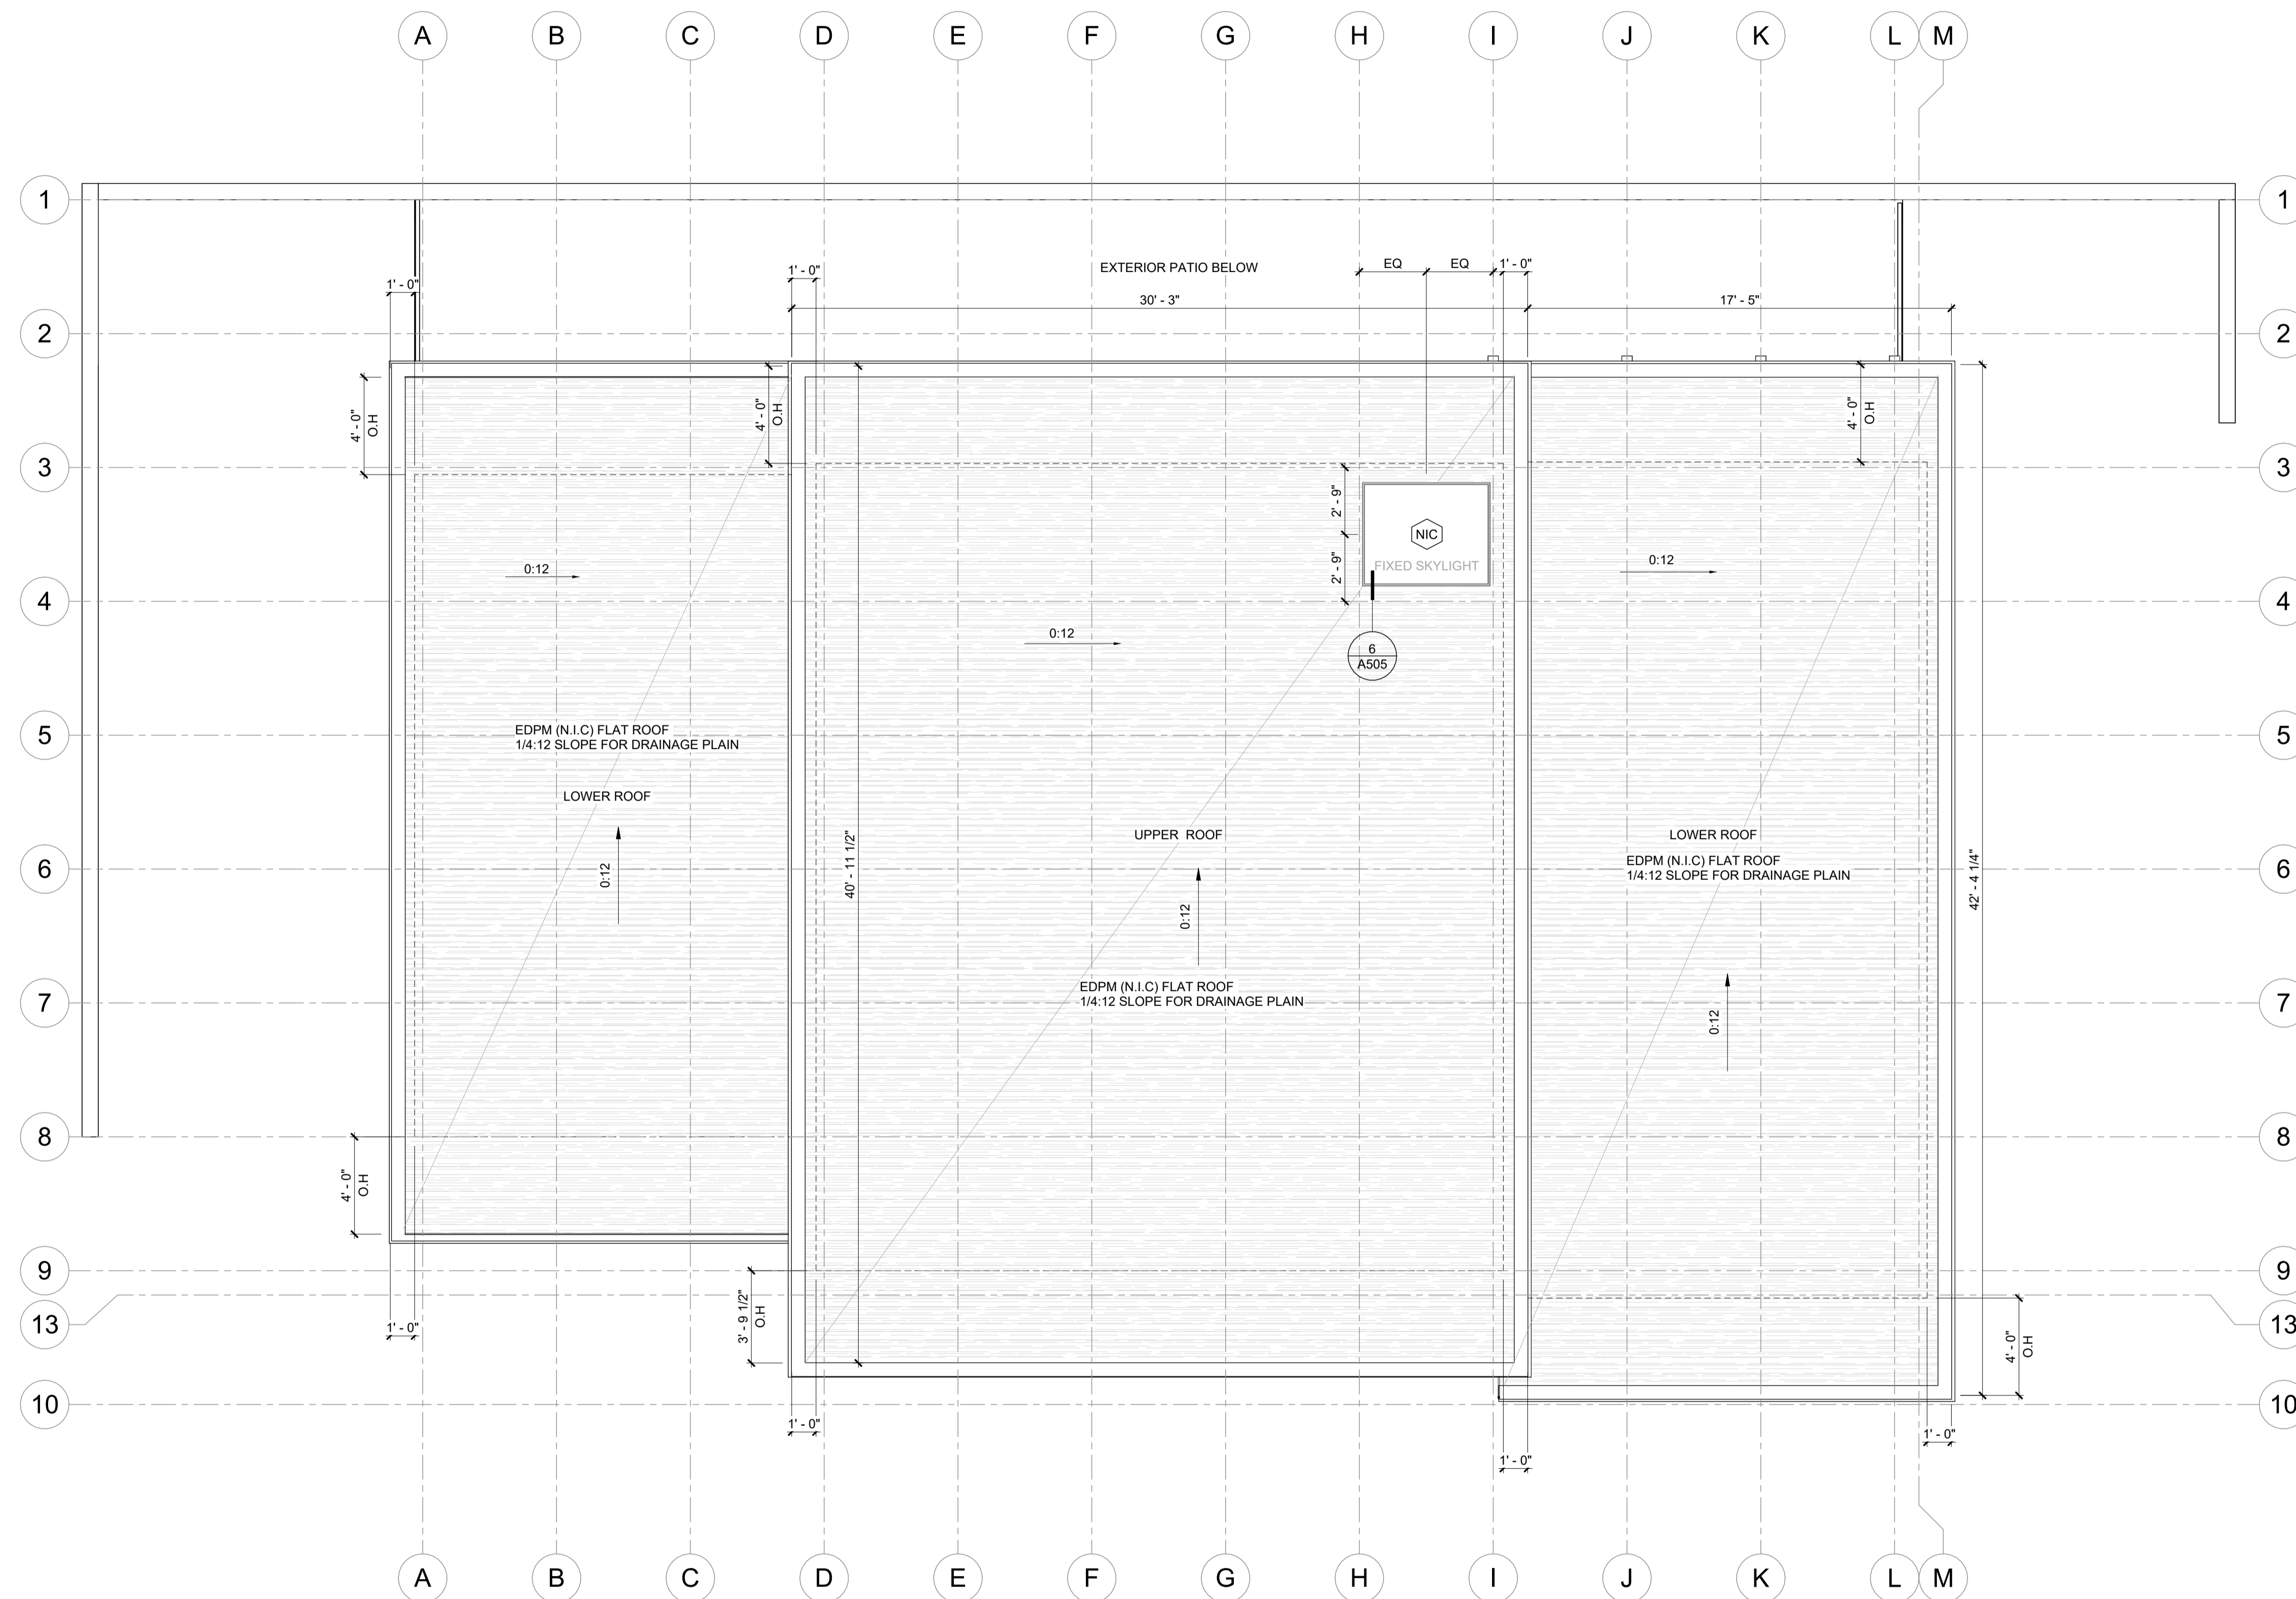 A B C D E F G H I J K L M
1 1
EXTERIOR PATIO BELOW
1' - 0" EQ EQ 1' - 0"
1' - 0"
30' - 3" 17' - 5"
2 2
4' - 0" O.H
4' - 0" O.H
4' - 0" O.H
3 3
2' - 9"
NIC
2' - 9"
FIXED SKYLIGHT
0:12
0:12
4 4
0:12
6
A505
EDPM (N.I.C) FLAT ROOF
1/4:12 SLOPE FOR DRAINAGE PLAIN
5 5
LOWER ROOF
UPPER ROOF
LOWER ROOF
40' - 11 1/2"
42' - 4 1/4"
EDPM (N.I.C) FLAT ROOF
1/4:12 SLOPE FOR DRAINAGE PLAIN
6 6
0:12
0:12
EDPM (N.I.C) FLAT ROOF
1/4:12 SLOPE FOR DRAINAGE PLAIN
7 7
0:12
8 8
4' - 0" O.H
9 9
3' - 9 1/2" O.H
13 13
1' - 0"
4' - 0" O.H
10 10
1' - 0"
1' - 0"
1' - 0"
A B C D E F G H I J K L M